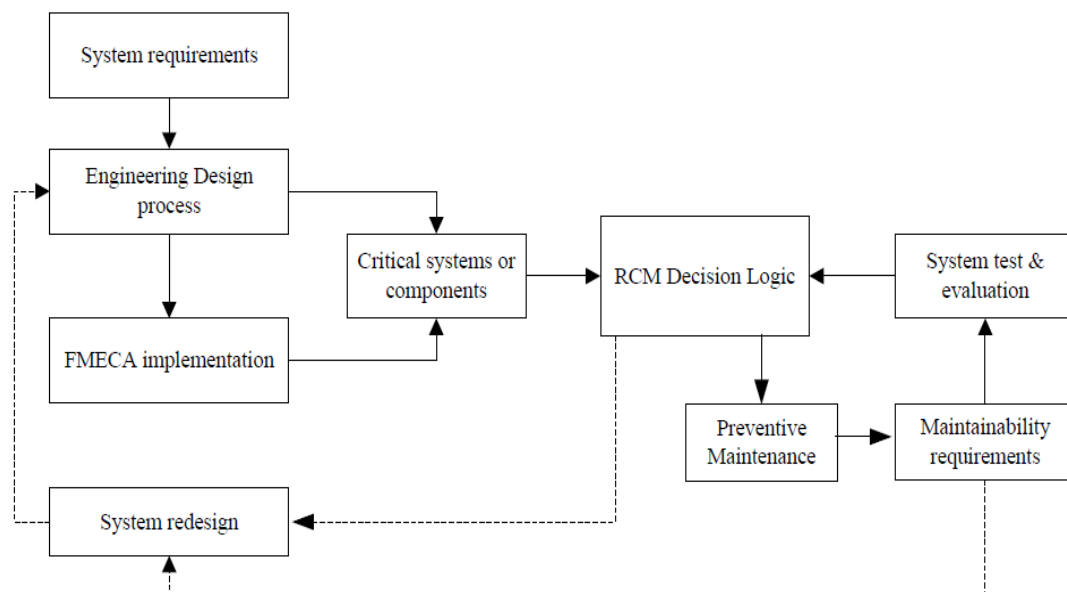 System requirements
Engineering Design
process
Critical systems or
components
RCM Decision Logic
System test &
evaluation
FMECA implementation
Preventive
Maintenance
Maintainability
requirements
System redesign